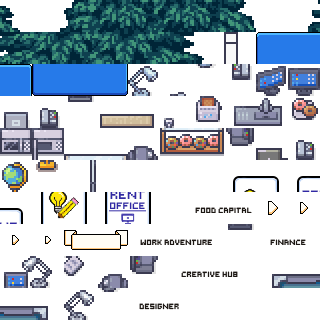 RENT
OFFICE
FOOD CAPITAL
WORK ADVENTURE
FINANCE
CREATIVE HUB
DESIGNER